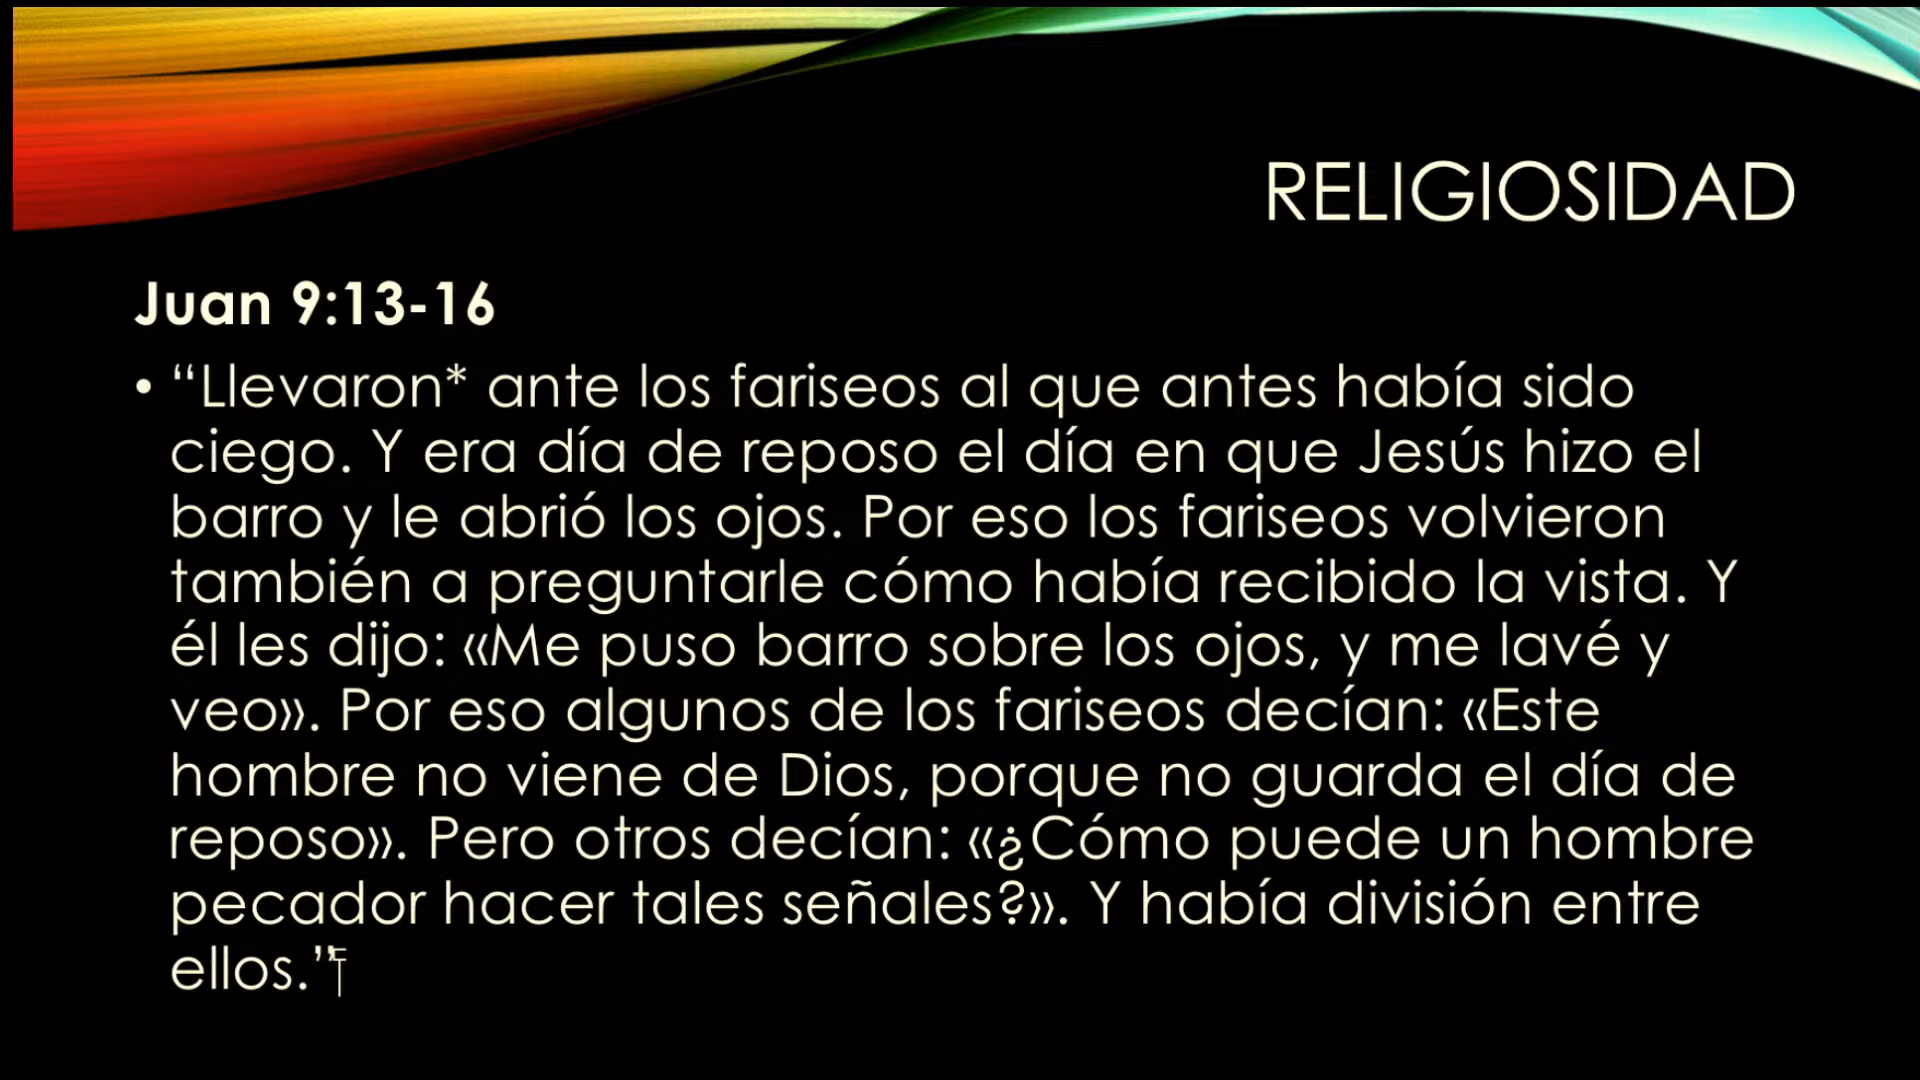 RELIGIOSIDAD
Juan 9:13-16
• “Llevaron* ante los fariseos al que antes había sido
ciego. Y era día de reposo el día en que Jesús hizo el
barro y le abrió los ojos. Por eso los fariseos volvieron
también a preguntarle cómo había recibido la vista. Y
él les dijo: «Me puso barro sobre los ojos, y me lavé y
veo». Por eso algunos de los fariseos decían: «Este
hombre no viene de Dios, porque no guarda el día de
reposo». Pero otros decían: «¿Cómo puede un hombre
pecador hacer tales señales?». Y había división entre
ellos.”